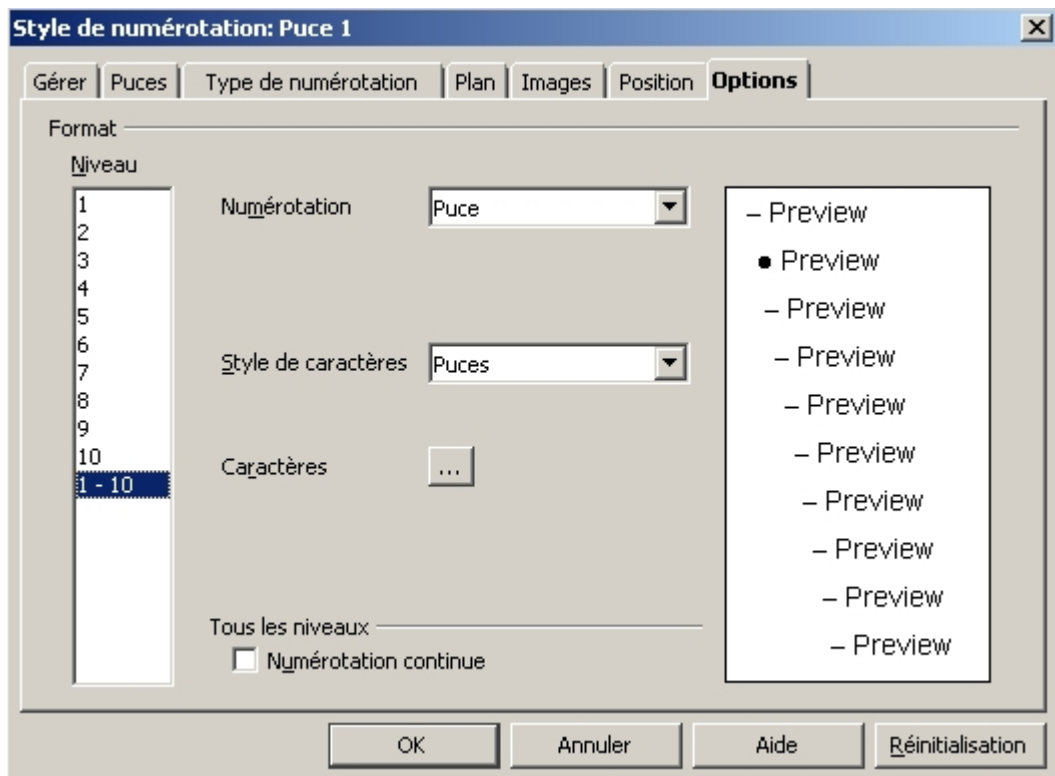 Style de numérotation: Puce 1
Gérer Puces Type de numérotation Plan Images Position Options
Format
Niveau
1
2
3
4
5
6
7
8
9
10
1 - 10
Numérotation Puce
Style de caractères Puces
Caractères ...
Tous les niveaux
Numérotation continue
– Preview
● Preview
– Preview
– Preview
– Preview
– Preview
– Preview
– Preview
– Preview
– Preview
OK Annuler Aide Réinitialisation